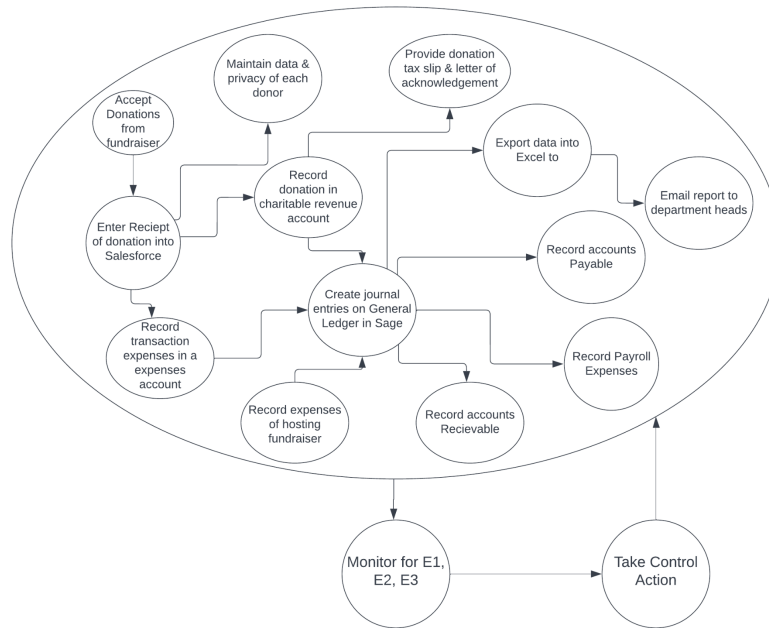 Maintain data &
privacy of each
donor
Provide donation
tax slip & letter of
acknowledgement
Accept
Donations
from
fundraiser
Export data into
Excel to
Record
donation in
charitable revenue
account
Email report to
department heads
Enter Reciept
of donation into
Salesforce
Record accounts
Payable
Create journal
entries on General
Ledger in Sage
Record
transaction
expenses in a
expenses
account
Record Payroll
Expenses
Record expenses
of hosting
fundraiser
Record accounts
Recievable
Monitor for E1,
E2, E3
Take Control
Action